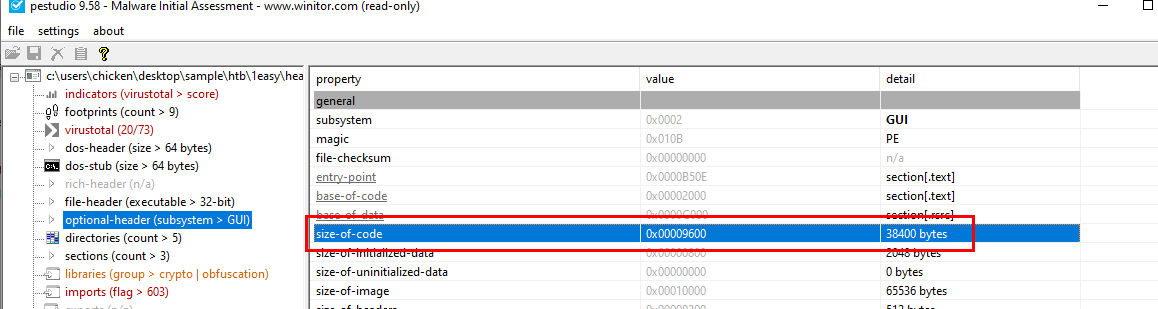 pestudio 9.58 - Malware Initial Assessment - www.winitor.com (read-only)
file settings about
c:\users\chicken\desktop\sample\htb\1easy\hea
indicators (virustotal > score)
footprints (count > 9)
virustotal (20/73)
dos-header (size > 64 bytes)
dos-stub (size > 64 bytes)
rich-header (n/a)
file-header (executable > 32-bit)
optional-header (subsystem > GUI)
directories (count > 5)
sections (count > 3)
libraries (group > crypto | obfuscation)
imports (flag > 603)
exports (n/a)
property value detail
general
subsystem 0x0002 GUI
magic 0x010B PE
file-checksum 0x00000000 n/a
entry-point 0x0000B50E section[.text]
base-of-code 0x00002000 section[.text]
base-of-data 0x0000C000 section[.rsrc]
size-of-code 0x00009600 38400 bytes
size-of-initialized-data 0x00000800 2048 bytes
size-of-uninitialized-data 0x00000000 0 bytes
size-of-image 0x00010000 65536 bytes
size-of-headers 0x00000200 512 bytes